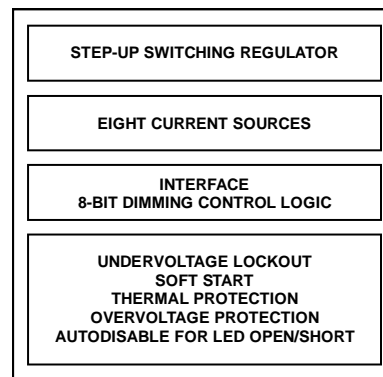 STEP-UP SWITCHING REGULATOR
EIGHT CURRENT SOURCES
INTERFACE
8-BIT DIMMING CONTROL LOGIC
UNDERVOLTAGE LOCKOUT
SOFT START
THERMAL PROTECTION
OVERVOLTAGE PROTECTION
AUTODISABLE FOR LED OPEN/SHORT